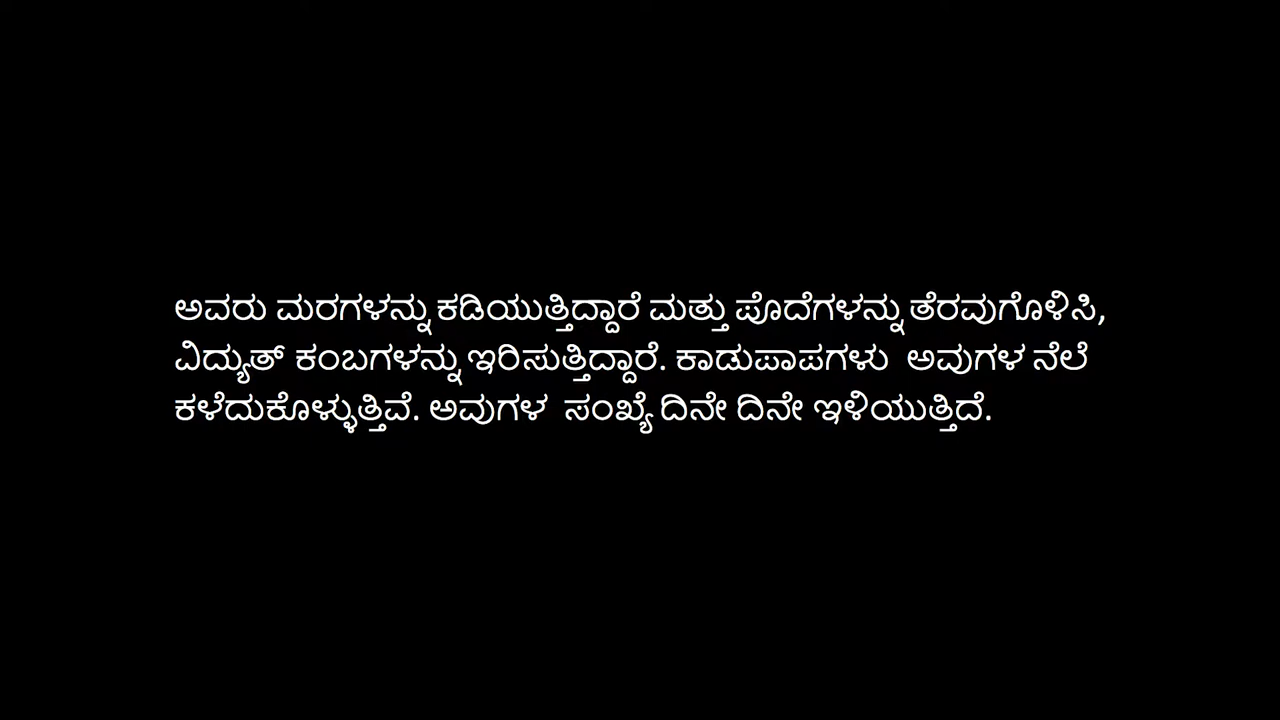 ಅವರು ಮರಗಳನ್ನು ಕಡಿಯುತ್ತಿದ್ದಾರೆ ಮತ್ತು ಪೊದೆಗಳನ್ನು ತೆರವುಗೊಳಿಸಿ,
ವಿದ್ಯುತ್ ಕಂಬಗಳನ್ನು ಇರಿಸುತ್ತಿದ್ದಾರೆ. ಕಾಡುಪಾಪಗಳು ಅವುಗಳ ನೆಲೆ
ಕಳೆದುಕೊಳ್ಳುತ್ತಿವೆ. ಅವುಗಳ ಸಂಖ್ಯೆ ದಿನೇ ದಿನೇ ಇಳಿಯುತ್ತಿದೆ.